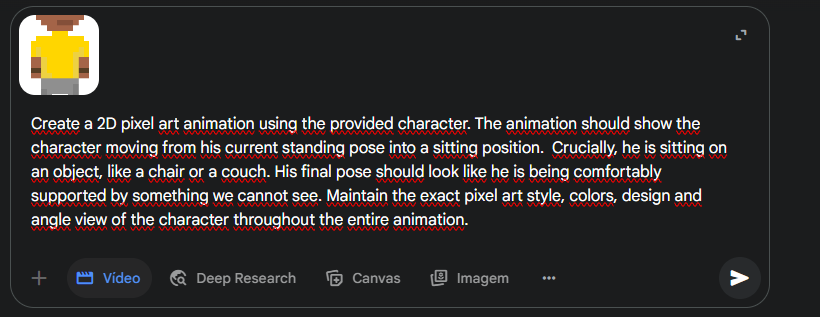 Create a 2D pixel art animation using the provided character. The animation should show the
character moving from his current standing pose into a sitting position.  Crucially, he is sitting on
an object, like a chair or a couch. His final pose should look like he is being comfortably
supported by something we cannot see. Maintain the exact pixel art style, colors, design and
angle view of the character throughout the entire animation.
Vídeo Deep Research Canvas Imagem